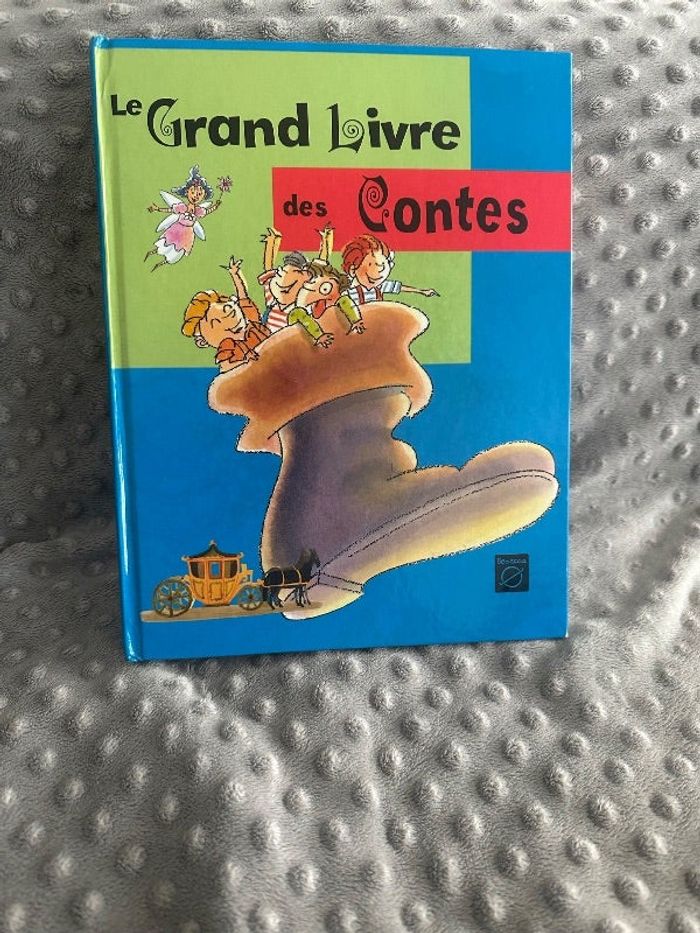 Le Grand Livre
des Contes